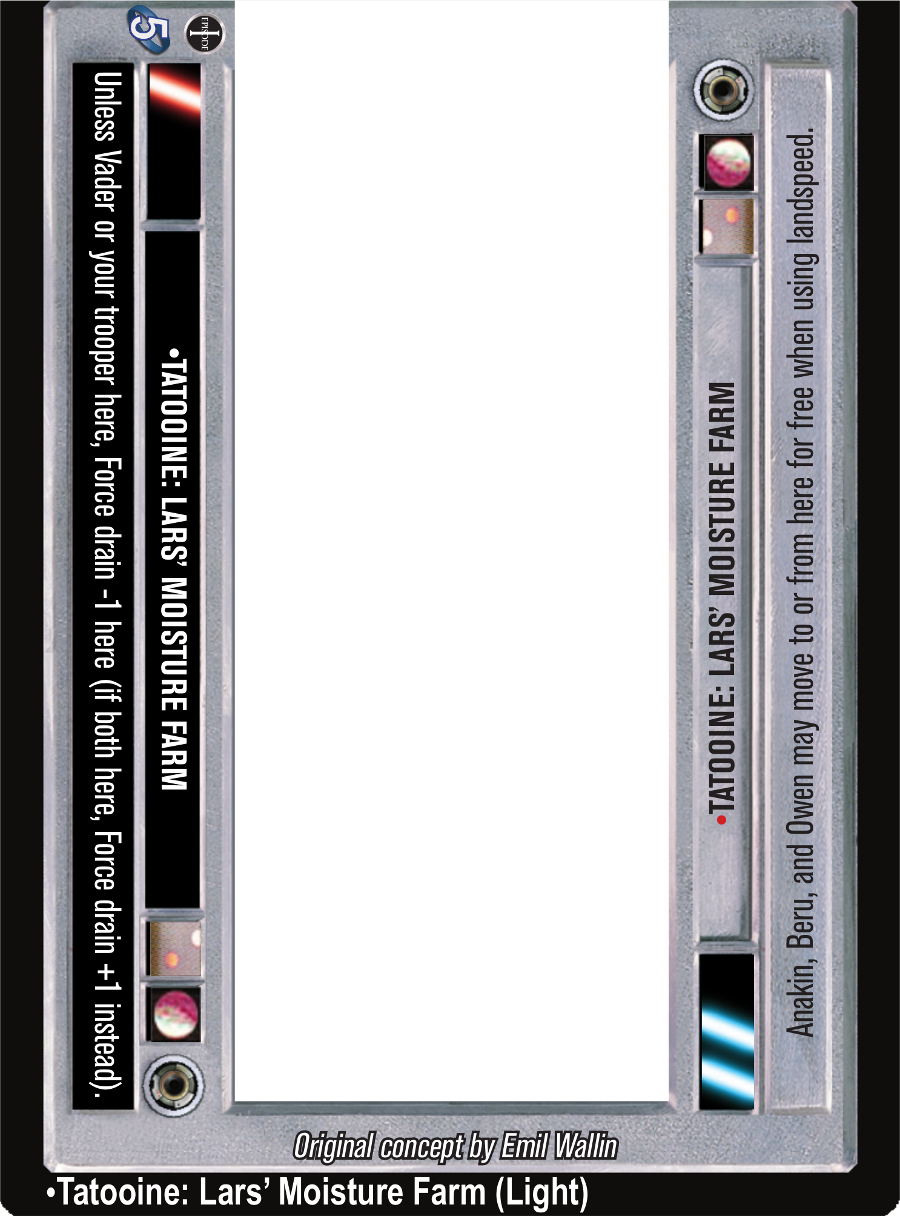 5
EPISODE
I
Unless Vader or your trooper here, Force drain -1 here (if both here, Force drain +1 instead).
•TATOOINE: LARS’ MOISTURE FARM
•TATOOINE: LARS’ MOISTURE FARM
Anakin, Beru, and Owen may move to or from here for free when using landspeed.
Original concept by Emil Wallin
•Tatooine: Lars’ Moisture Farm (Light)